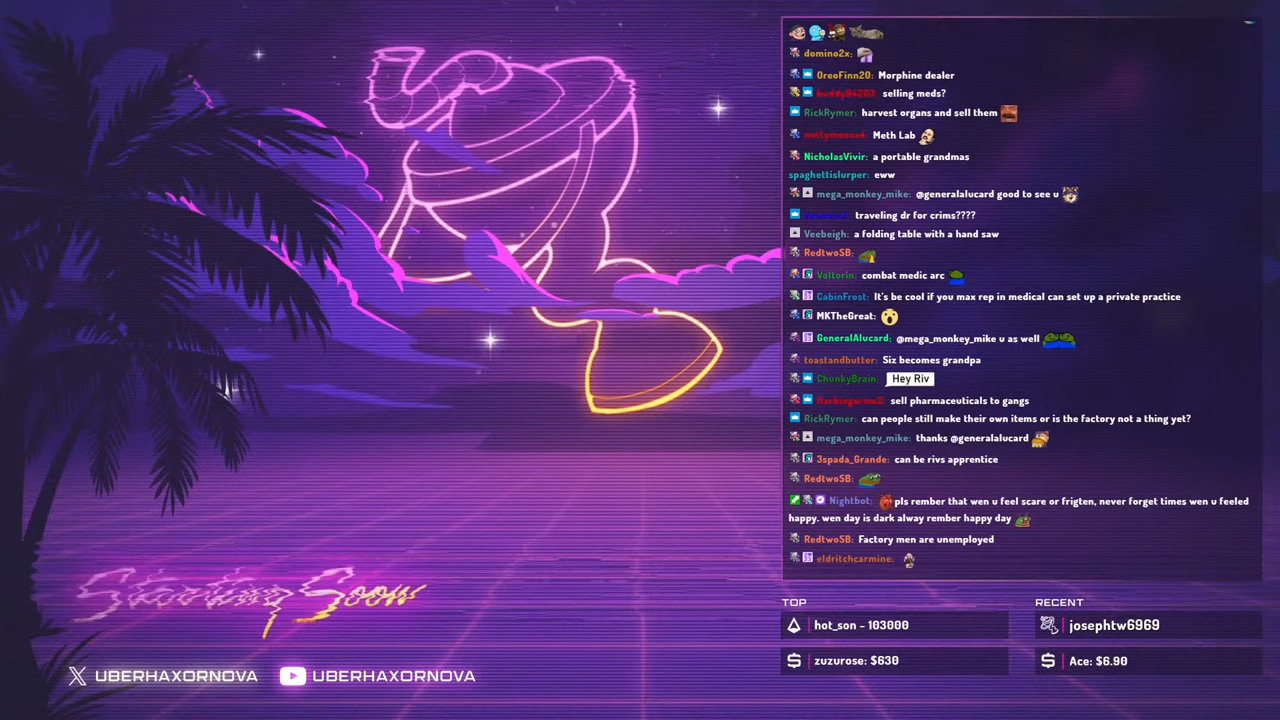 domino2x:
OreoFinn20: Morphine dealer
buddy94203: selling meds?
RickRymer: harvest organs and sell them
nuttymouse4: Meth Lab
NicholasVivir: a portable grandmas
spaghettislurper: eww
mega_monkey_mike: @generalalucard good to see u
traveling dr for crims????
Veebeigh: a folding table with a hand saw
RedtwoSB:
Voltorin: combat medic arc
CabinFrost: It's be cool if you max rep in medical can set up a private practice
MKTheGreat:
GeneralAlucard: @mega_monkey_mike u as well
toastandbutter: Siz becomes grandpa
ChunkyBrain: Hey Riv
sell pharmaceuticals to gangs
RickRymer: can people still make their own items or is the factory not a thing yet?
mega_monkey_mike: thanks @generalalucard
3spada_Grande: can be rivs apprentice
RedtwoSB:
Nightbot: pls rember that wen u feel scare or frigten, never forget times wen u feeled
happy. wen day is dark alway rember happy day
RedtwoSB: Factory men are unemployed
eldritchcarmine:
Starting Soon
TOP
RECENT
hot_son - 103000
josephtw6969
zuzurose: $630
Ace: $6.90
UBERHAXORNOVA
UBERHAXORNOVA